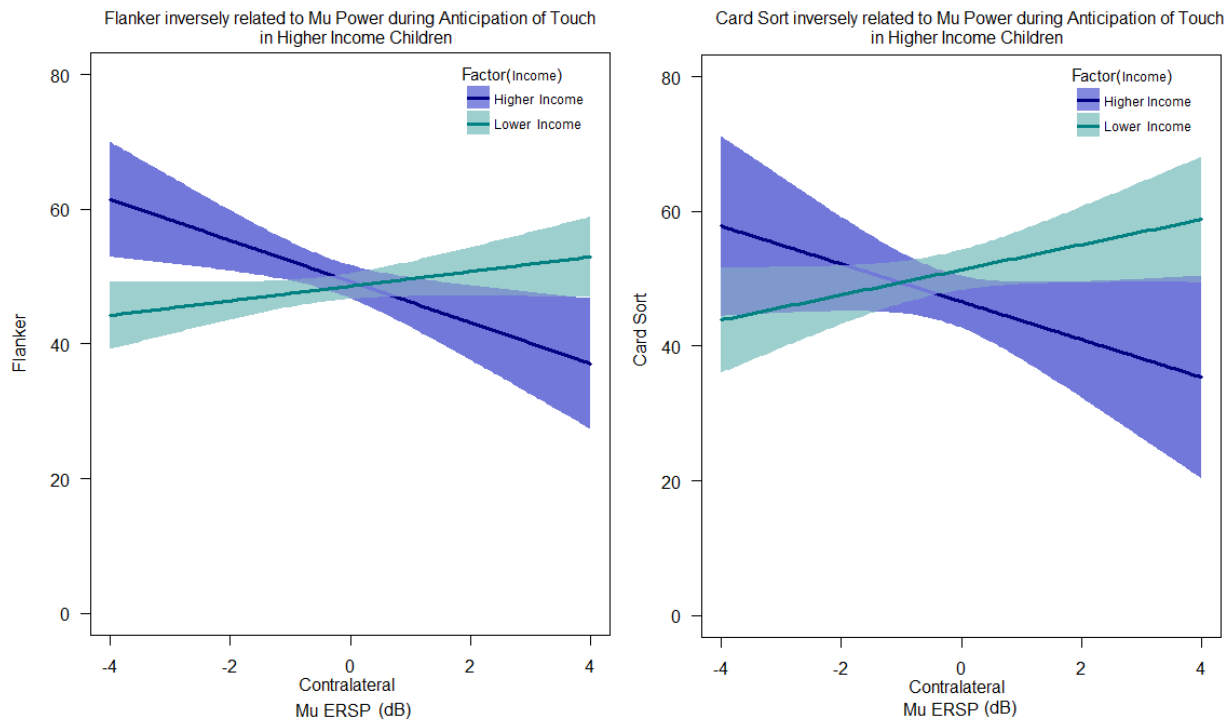 Flanker inversely related to Mu Power during Anticipation of Touch
in Higher Income Children
Factor(Income)
Higher Income
Lower Income
80
60
40
20
0
Flanker
-4
-2
0
2
4
Contralateral
Mu ERSP (dB)
Card Sort inversely related to Mu Power during Anticipation of Touch
in Higher Income Children
Factor(Income)
Higher Income
Lower Income
80
60
40
20
0
Card Sort
-4
-2
0
2
4
Contralateral
Mu ERSP (dB)